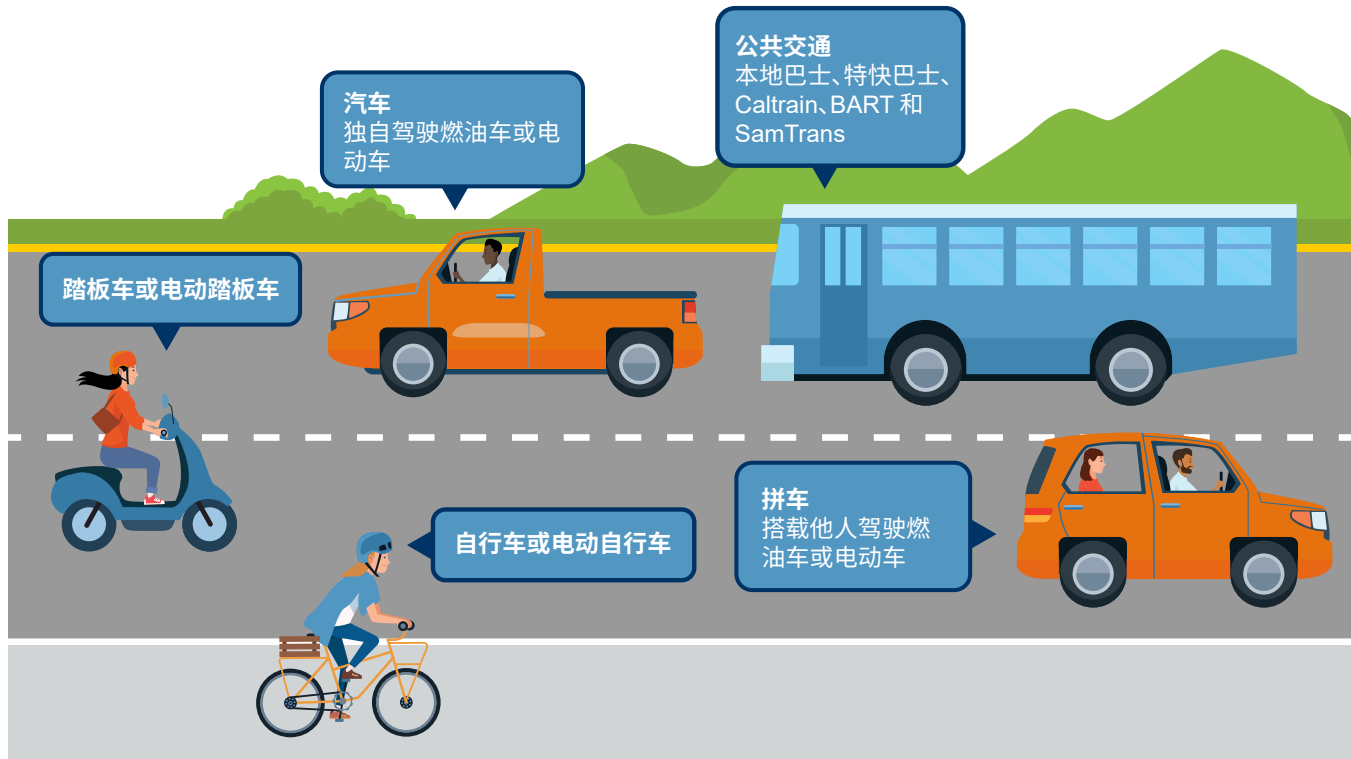 公共交通
本地巴士、特快巴士、
Caltrain、BART 和
SamTrans
汽车
独自驾驶燃油车或电
动车
踏板车或电动踏板车
拼车
搭载他人驾驶燃
油车或电动车
自行车或电动自行车